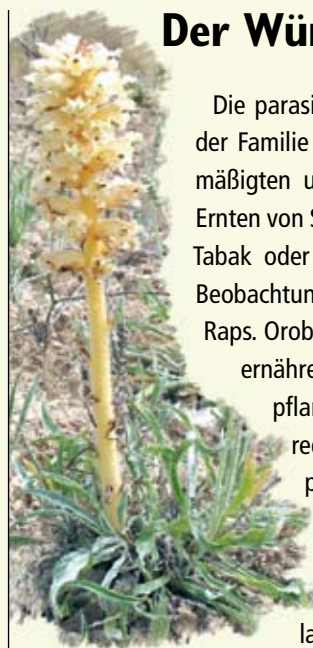 Der Wür
Die parasi
der Familie
mäßigten u
Ernten von S
Tabak oder
Beobachtun
Raps. Orob
ernähre
pflan
rec
p
la